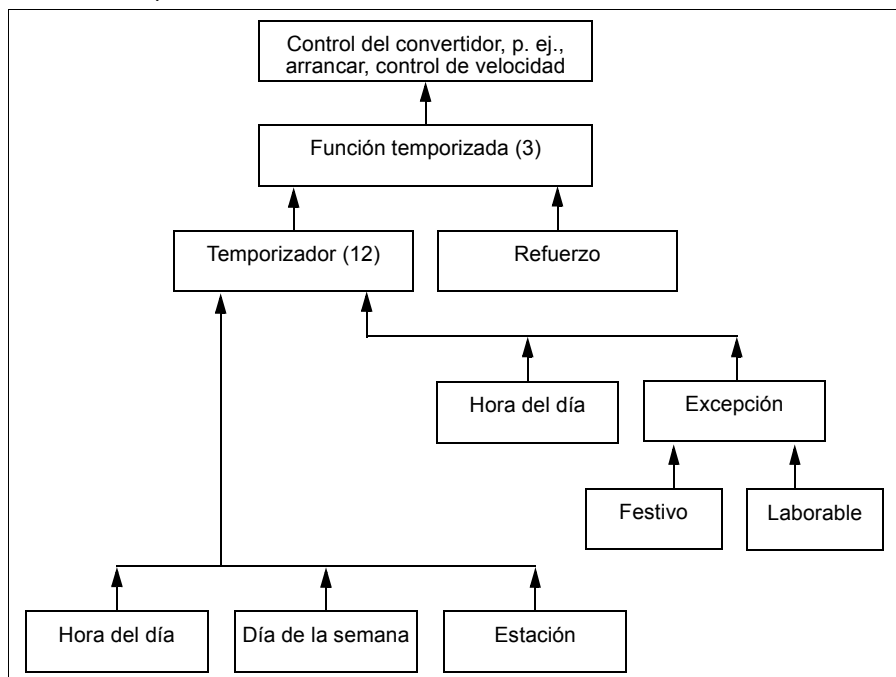 Control del convertidor, p. ej.,
arrancar, control de velocidad
Función temporizada (3)
Temporizador (12)
Refuerzo
Hora del día
Excepción
Festivo
Laborable
Hora del día
Día de la semana
Estación